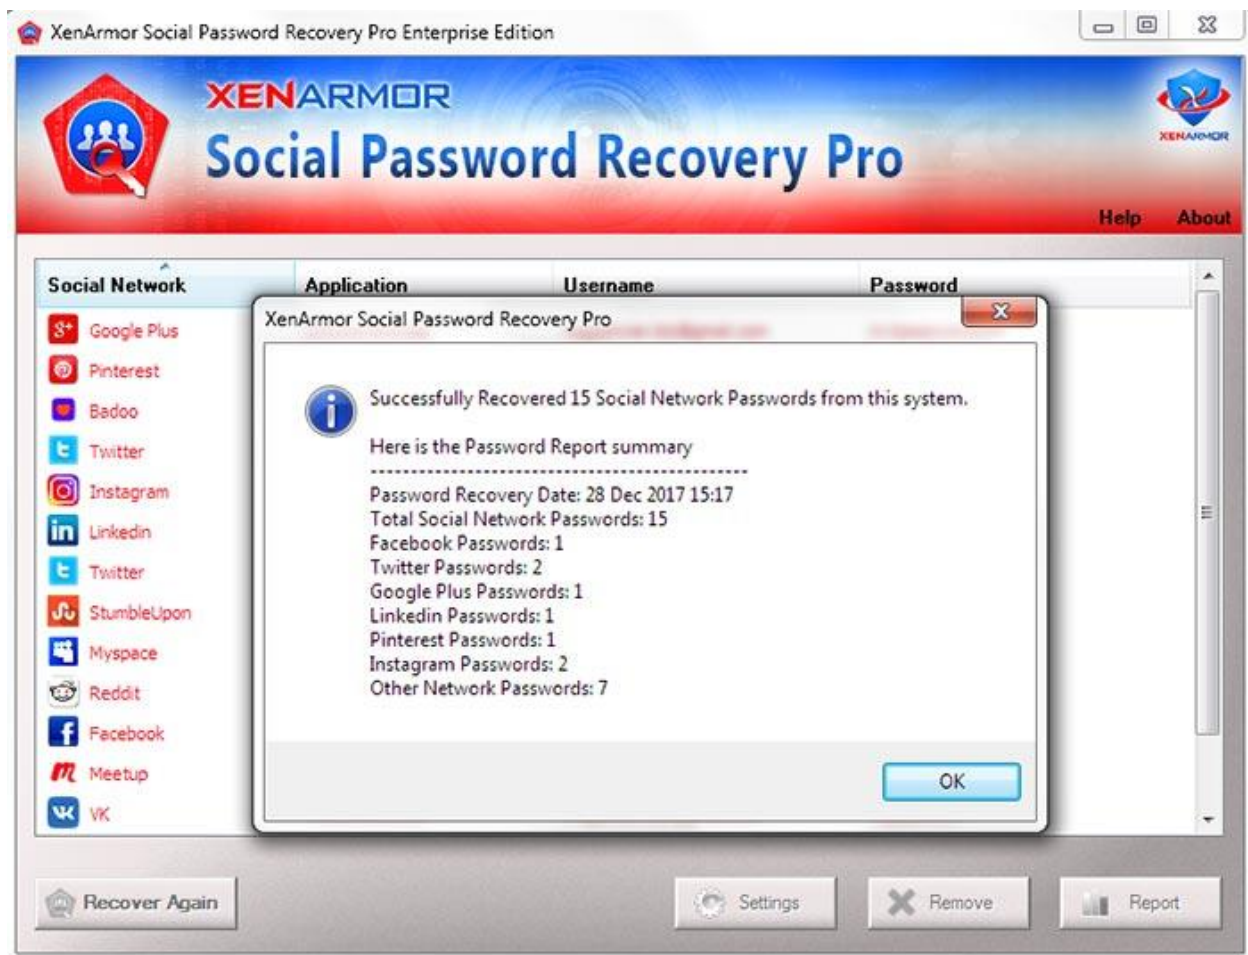 XenArmor Social Password Recovery Pro Enterprise Edition
XENARMOR
Social Password Recovery Pro
XENARMOR
Help About
Social Network Application Username Password
Google Plus
Pinterest
Badoo
Twitter
Instagram
Linkedin
Twitter
StumbleUpon
Myspace
Reddit
Facebook
Meetup
VK
XenArmor Social Password Recovery Pro
Successfully Recovered 15 Social Network Passwords from this system.
Here is the Password Report summary
-----------------------------------------------
Password Recovery Date: 28 Dec 2017 15:17
Total Social Network Passwords: 15
Facebook Passwords: 1
Twitter Passwords: 2
Google Plus Passwords: 1
Linkedin Passwords: 1
Pinterest Passwords: 1
Instagram Passwords: 2
Other Network Passwords: 7
OK
Recover Again Settings Remove Report